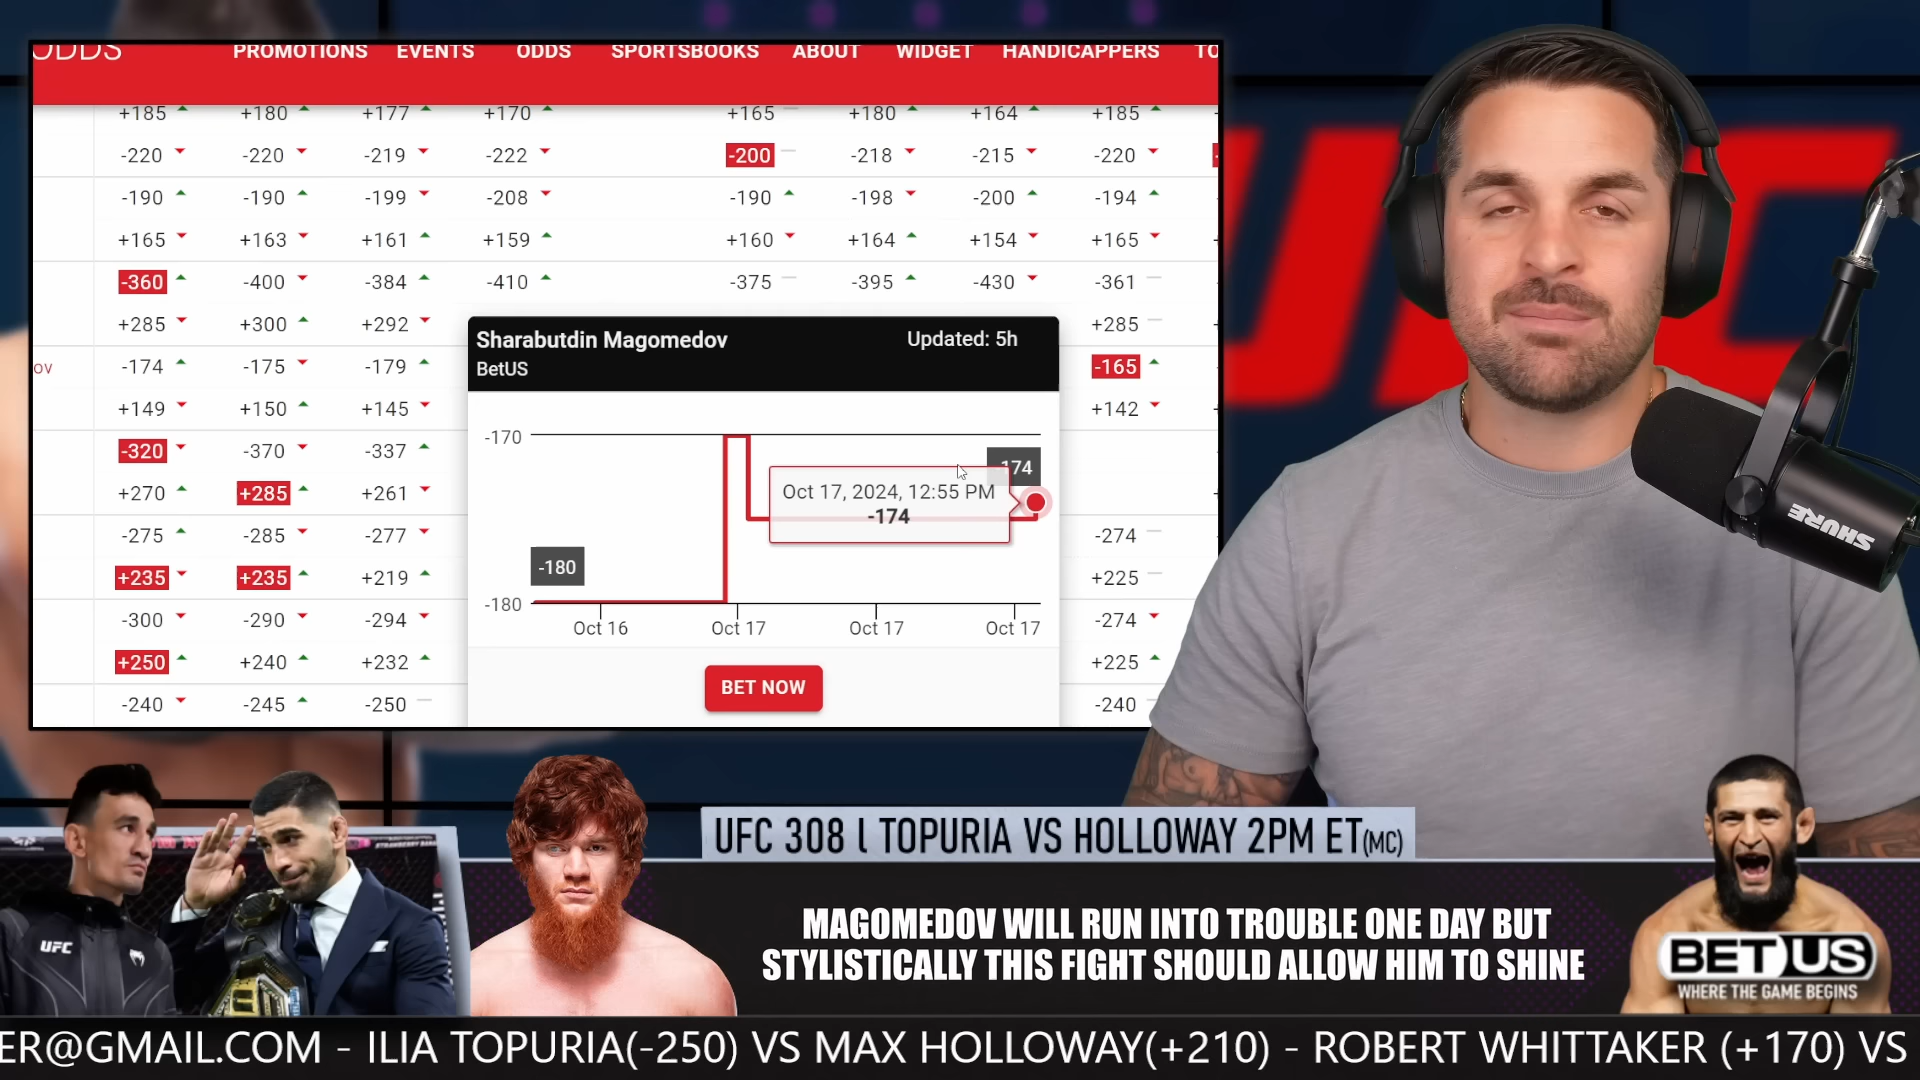 ODDS PROMOTIONS EVENTS ODDS SPORTSBOOKS ABOUT WIDGET HANDICAPPERS TO
+185 +180 +177 +170 +165 +180 +164 +185
-220 -220 -219 -222 -200 -218 -215 -220
-190 -190 -199 -208 -190 -198 -200 -194
+165 +163 +161 +159 +160 +164 +154 +165
-360 -400 -384 -410 -375 -395 -430 -361
+285 +300 +292 +285
OV -174 -175 -179 -165
+149 +150 +145 +142
-320 -370 -337
+270 +285 +261
-275 -285 -277 -274
+235 +235 +219 +225
-300 -290 -294 -274
+250 +240 +232 +225
-240 -245 -250 -240
Sharabutdin Magomedov Updated: 5h
BetUS
-170
-174
Oct 17, 2024, 12:55 PM
-174
-180
-180
Oct 16 Oct 17 Oct 17 Oct 17
BET NOW
SHURE
UFC
UFC 308 l TOPURIA VS HOLLOWAY 2PM ET(MC)
MAGOMEDOV WILL RUN INTO TROUBLE ONE DAY BUT
STYLISTICALLY THIS FIGHT SHOULD ALLOW HIM TO SHINE
UFC
BETUS
WHERE THE GAME BEGINS
ER@GMAIL.COM - ILIA TOPURIA(-250) VS MAX HOLLOWAY(+210) - ROBERT WHITTAKER (+170) VS